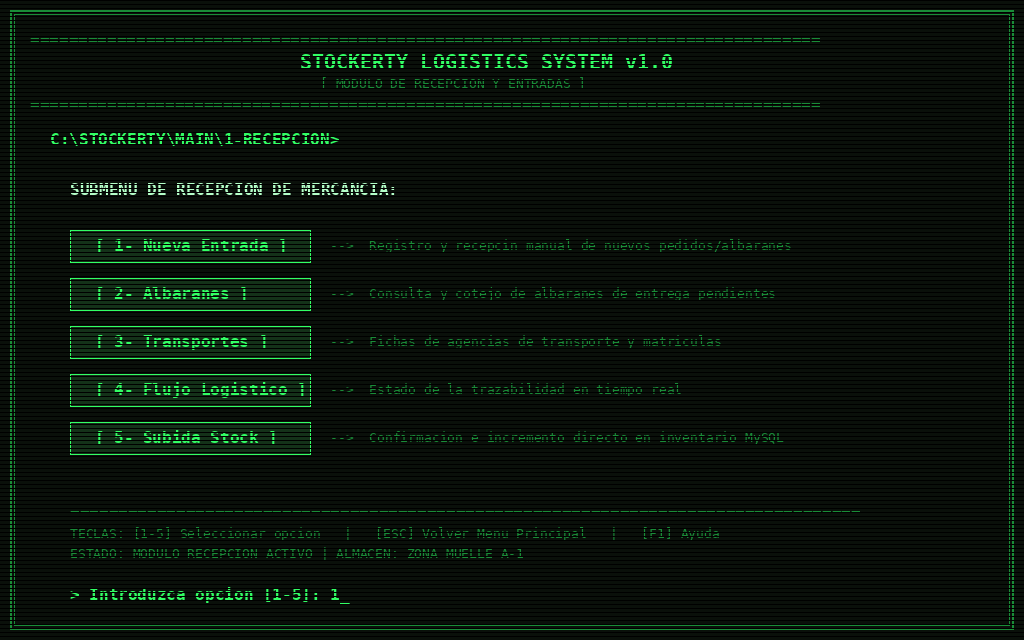 ================================================================================
STOCKERTY LOGISTICS SYSTEM v1.0
[ MODULO DE RECEPCION Y ENTRADAS ]
================================================================================
C:\STOCKERTY\MAIN\1-RECEPCION>
SUBMENU DE RECEPCION DE MERCANCIA:
[ 1- Nueva Entrada ] --> Registro y recepcin manual de nuevos pedidos/albaranes
[ 2- Albaranes ] --> Consulta y cotejo de albaranes de entrega pendientes
[ 3- Transportes ] --> Fichas de agencias de transporte y matriculas
[ 4- Flujo Logistico ] --> Estado de la trazabilidad en tiempo real
[ 5- Subida Stock ] --> Confirmacion e incremento directo en inventario MySQL
--------------------------------------------------------------------------------
TECLAS: [1-5] Seleccionar opcion | [ESC] Volver Menu Principal | [F1] Ayuda
ESTADO: MODULO RECEPCION ACTIVO | ALMACEN: ZONA MUELLE A-1
> Introduzca opcion [1-5]: 1_